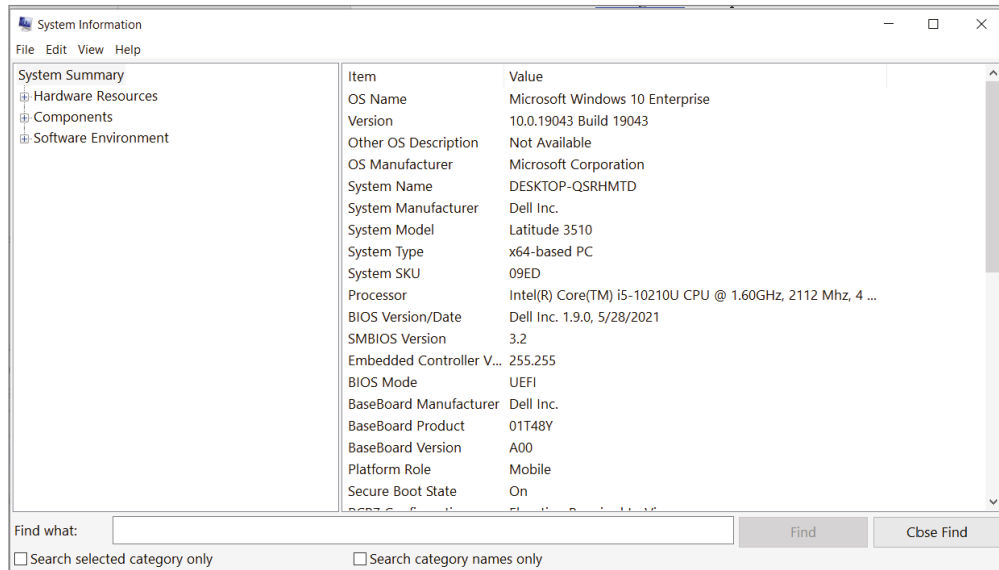 System Information
File Edit View Help
System Summary
Hardware Resources
Components
Software Environment
Item Value
OS Name Microsoft Windows 10 Enterprise
Version 10.0.19043 Build 19043
Other OS Description Not Available
OS Manufacturer Microsoft Corporation
System Name DESKTOP-QSRHMTD
System Manufacturer Dell Inc.
System Model Latitude 3510
System Type x64-based PC
System SKU 09ED
Processor Intel(R) Core(TM) i5-10210U CPU @ 1.60GHz, 2112 Mhz, 4 ...
BIOS Version/Date Dell Inc. 1.9.0, 5/28/2021
SMBIOS Version 3.2
Embedded Controller V... 255.255
BIOS Mode UEFI
BaseBoard Manufacturer Dell Inc.
BaseBoard Product 01T48Y
BaseBoard Version A00
Platform Role Mobile
Secure Boot State On
Find what: Find Cbse Find
Search selected category only Search category names only